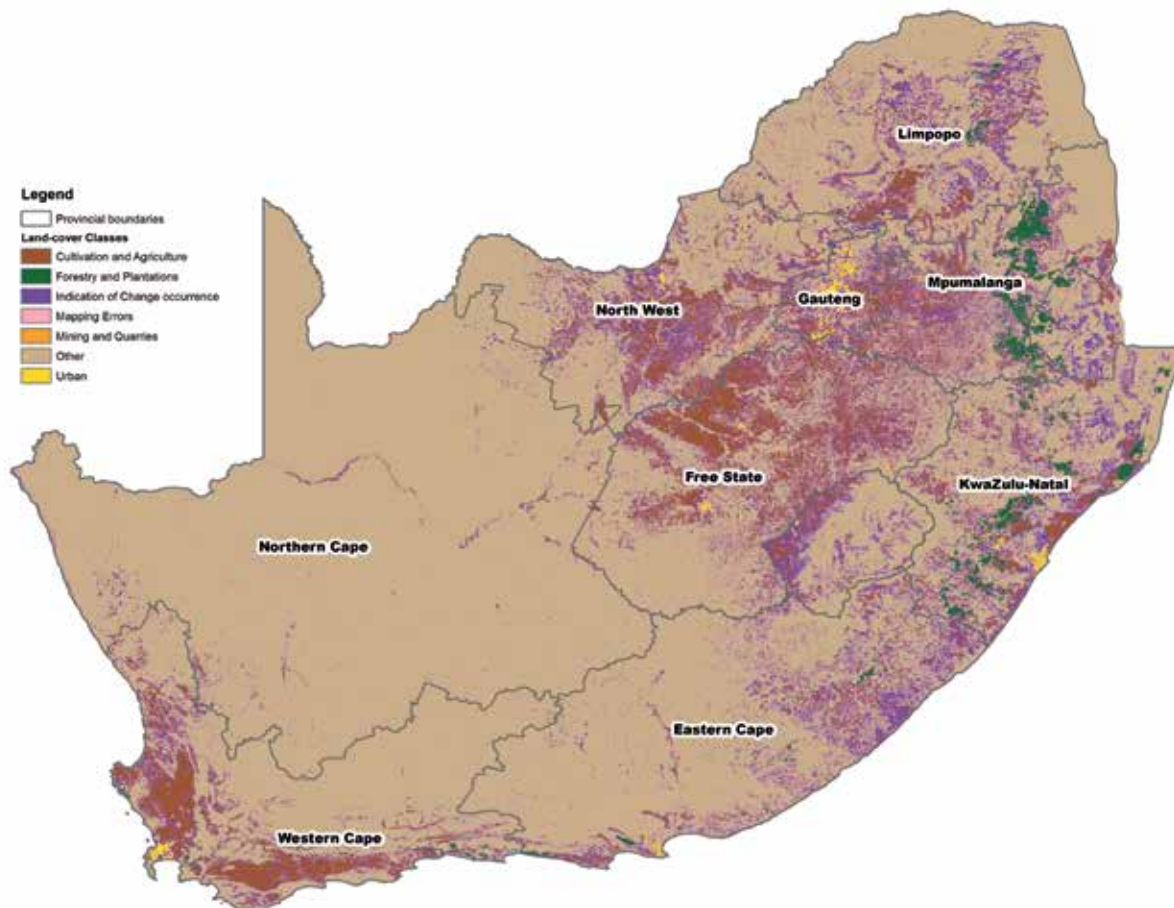 Limpopo
Legend
Provincial boundaries
Land-cover Classes
Cultivation and Agriculture
Forestry and Plantations
Indication of Change occurrence
Mapping Errors
Mining and Quarries
Other
Urban
Mpumalanga
Gauteng
North West
Free State
KwaZulu-Natal
Northern Cape
Eastern Cape
Western Cape